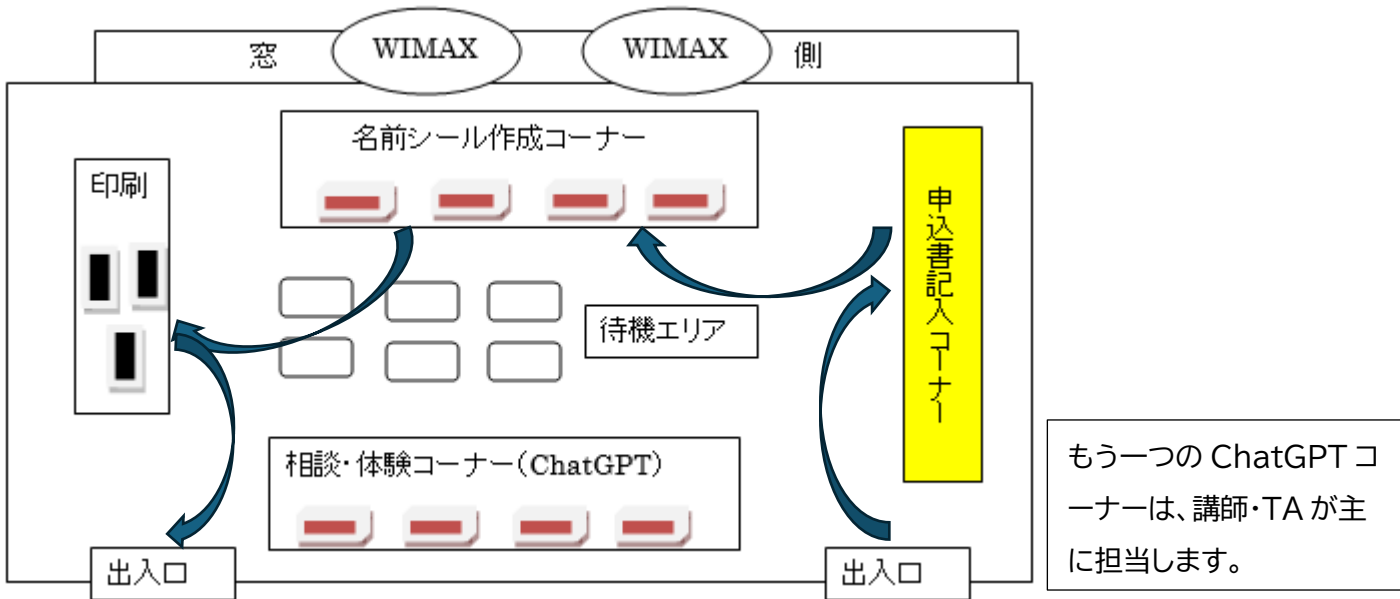 窓 WIMAX WIMAX 側
名前シール作成コーナー
印刷
申込書記入コーナー
待機エリア
相談・体験コーナー(ChatGPT)
もう一つの ChatGPT コ
ーナーは、講師・TA が主
に担当します。
出入口
出入口